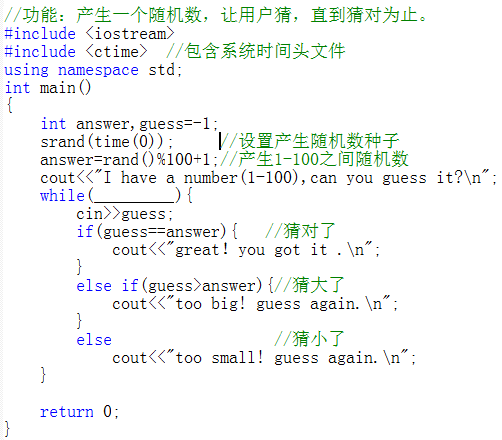 //功能：产生一个随机数，让用户猜，直到猜对为止。
#include <iostream>
#include <ctime>  //包含系统时间头文件
using namespace std;
int main()
{
    int answer,guess=-1;
    srand(time(0));     //设置产生随机数种子
    answer=rand()%100+1;//产生1-100之间随机数
    cout<<"I have a number(1-100),can you guess it?\n";
    while(_________){
        cin>>guess;
        if(guess==answer){   //猜对了
            cout<<"great! you got it .\n";
        }
        else if(guess>answer){//猜大了
            cout<<"too big! guess again.\n";
        }
        else                 //猜小了
            cout<<"too small! guess again.\n";
    }
    return 0;
}